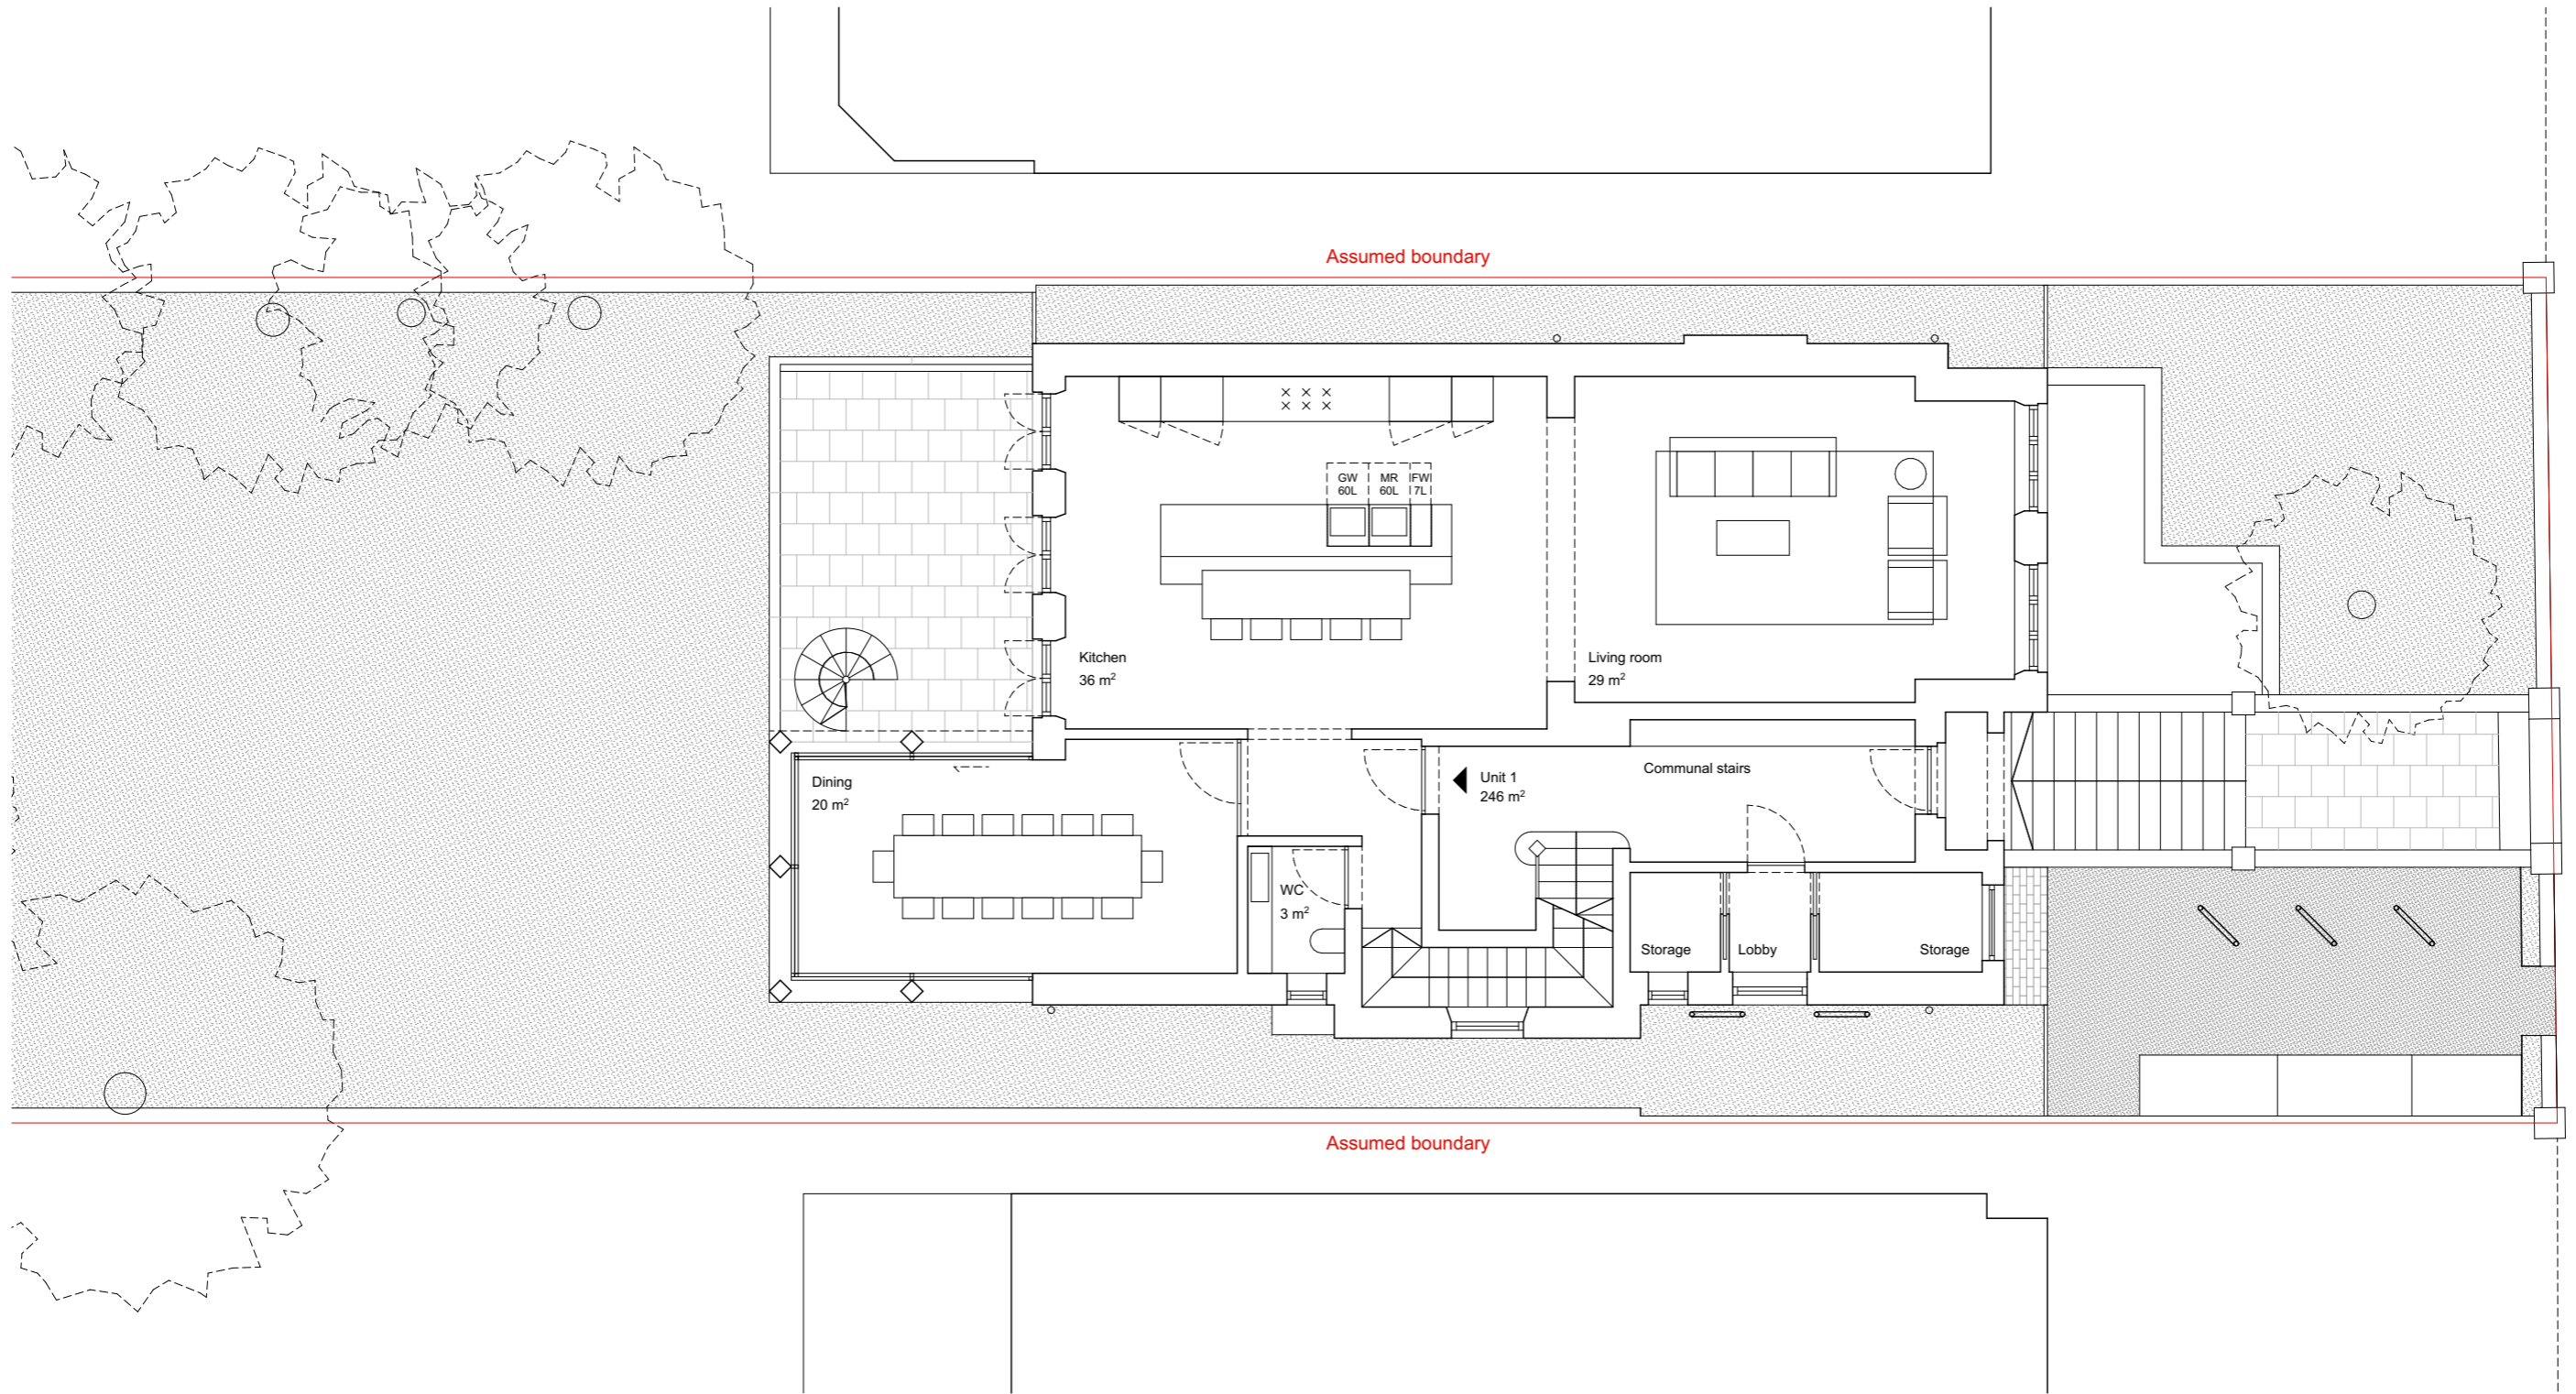 Assumed boundary
GW
60L
MR
60L
FW
7L
Kitchen
36 m²
Living room
29 m²
Dining
20 m²
Unit 1
246 m²
Communal stairs
WC
3 m²
Storage
Lobby
Storage
Assumed boundary